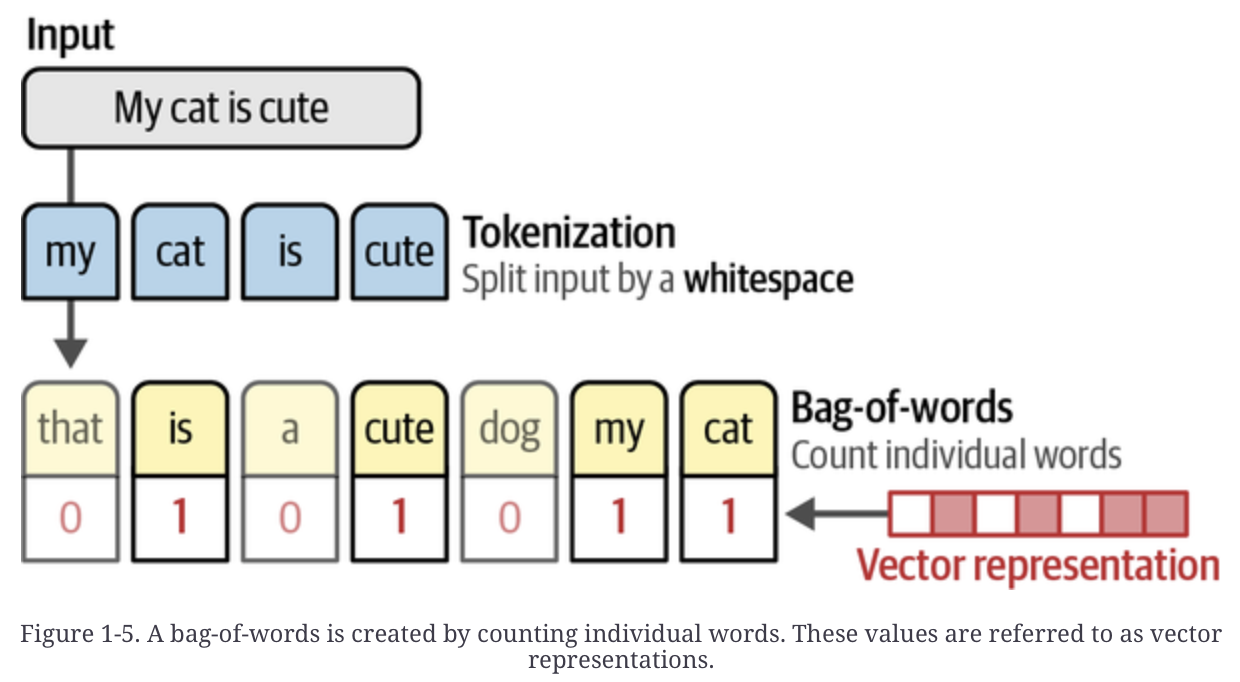 Input
My cat is cute
my cat is cute
Tokenization
Split input by a whitespace
that is a cute dog my cat
Bag-of-words
Count individual words
0 1 0 1 0 1 1
Vector representation
Figure 1-5. A bag-of-words is created by counting individual words. These values are referred to as vector
representations.